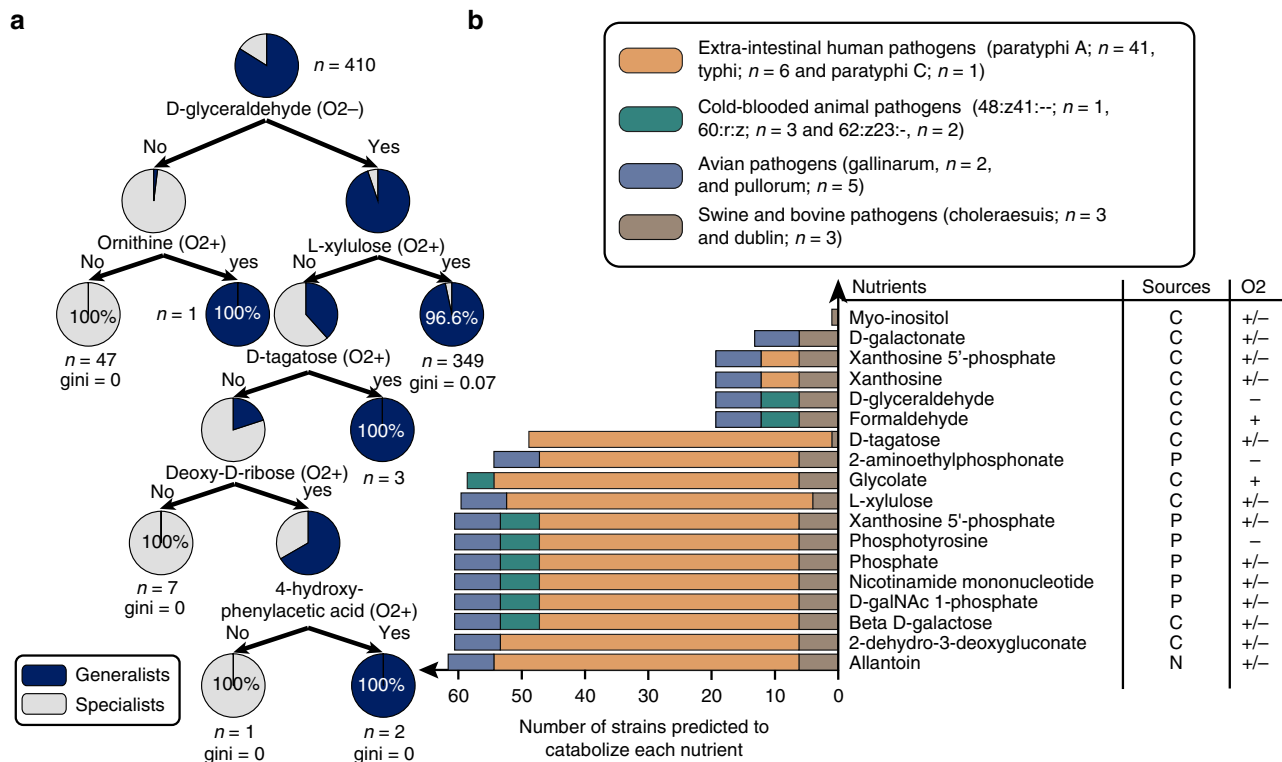 a
n = 410
D-glyceraldehyde (O2–)
No
Yes
Ornithine (O2+)
L-xylulose (O2+)
No
yes
No
yes
100%
n = 1
100%
96.6%
n = 47
gini = 0
D-tagatose (O2+)
n = 349
gini = 0.07
No
yes
100%
Deoxy-D-ribose (O2+)
n = 3
No
yes
100%
n = 7
gini = 0
4-hydroxy-
phenylacetic acid (O2+)
No
Yes
100%
100%
n = 1
gini = 0
n = 2
gini = 0
Generalists
Specialists
b
Extra-intestinal human pathogens (paratyphi A; n = 41,
typhi; n = 6 and paratyphi C; n = 1)
Cold-blooded animal pathogens (48:z41:--; n = 1,
60:r:z; n = 3 and 62:z23:-, n = 2)
Avian pathogens (gallinarum, n = 2,
and pullorum; n = 5)
Swine and bovine pathogens (choleraesuis; n = 3
and dublin; n = 3)
Nutrients Sources O2
Myo-inositol C +/–
D-galactonate C +/–
Xanthosine 5'-phosphate C +/–
Xanthosine C +/–
D-glyceraldehyde C –
Formaldehyde C +
D-tagatose C +/–
2-aminoethylphosphonate P –
Glycolate C +
L-xylulose C +/–
Xanthosine 5'-phosphate P +/–
Phosphotyrosine P –
Phosphate P +/–
Nicotinamide mononucleotide P +/–
D-galNAc 1-phosphate P +/–
Beta D-galactose C +/–
2-dehydro-3-deoxygluconate C +/–
Allantoin N +/–
60 50 40 30 20 10 0
Number of strains predicted to
catabolize each nutrient